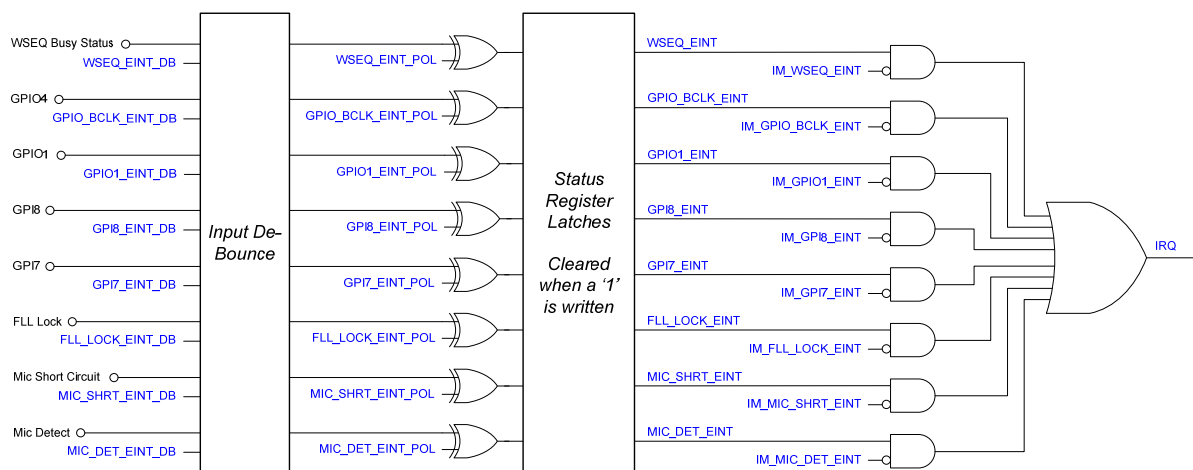 WSEQ Busy Status
WSEQ_EINT_DB
WSEQ_EINT_POL
WSEQ_EINT
IM_WSEQ_EINT
GPIO4
GPIO_BCLK_EINT_DB
GPIO_BCLK_EINT_POL
GPIO_BCLK_EINT
IM_GPIO_BCLK_EINT
GPIO1
GPIO1_EINT_DB
GPIO1_EINT_POL
GPIO1_EINT
IM_GPIO1_EINT
GPI8
GPI8_EINT_DB
GPI8_EINT_POL
GPI8_EINT
IM_GPI8_EINT
GPI7
GPI7_EINT_DB
GPI7_EINT_POL
GPI7_EINT
IM_GPI7_EINT
FLL Lock
FLL_LOCK_EINT_DB
FLL_LOCK_EINT_POL
FLL_LOCK_EINT
IM_FLL_LOCK_EINT
Mic Short Circuit
MIC_SHRT_EINT_DB
MIC_SHRT_EINT_POL
MIC_SHRT_EINT
IM_MIC_SHRT_EINT
Mic Detect
MIC_DET_EINT_DB
MIC_DET_EINT_POL
MIC_DET_EINT
IM_MIC_DET_EINT
Input De-
Bounce
Status
Register
Latches
Cleared
when a ‘1’
is written
IRQ